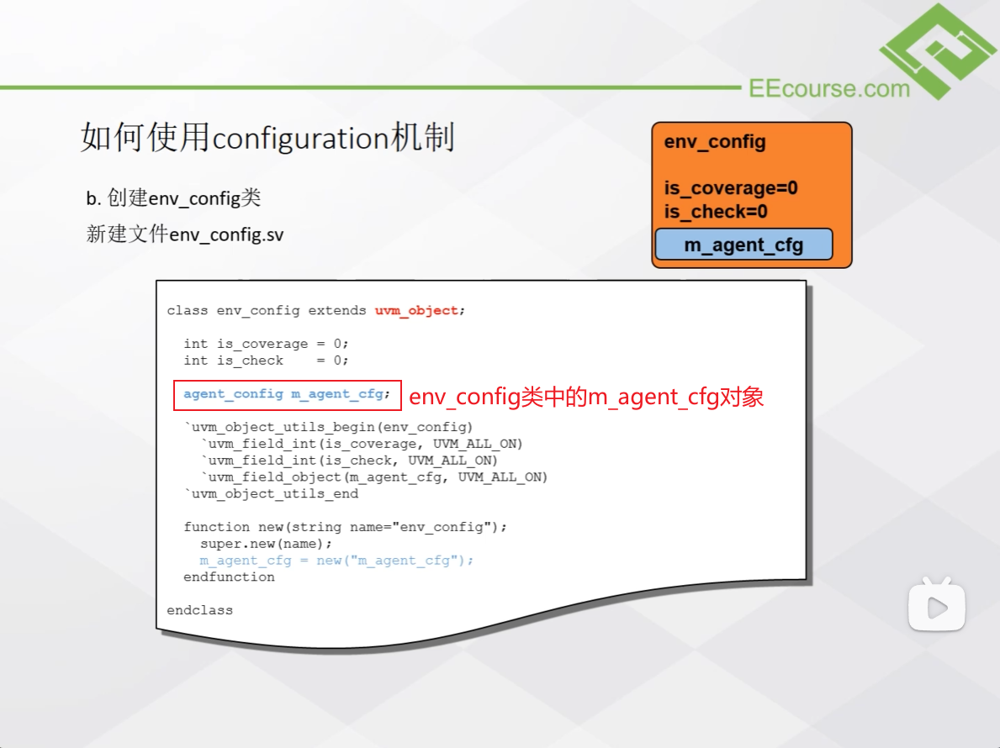 EEcourse.com
如何使用configuration机制
b. 创建env_config类
新建文件env_config.sv
env_config
is_coverage=0
is_check=0
m_agent_cfg
class env_config extends uvm_object;
int is_coverage = 0;
int is_check    = 0;
agent_config m_agent_cfg;
env_config类中的m_agent_cfg对象
`uvm_object_utils_begin(env_config)
`uvm_field_int(is_coverage, UVM_ALL_ON)
`uvm_field_int(is_check, UVM_ALL_ON)
`uvm_field_object(m_agent_cfg, UVM_ALL_ON)
`uvm_object_utils_end
function new(string name="env_config");
super.new(name);
m_agent_cfg = new("m_agent_cfg");
endfunction
endclass